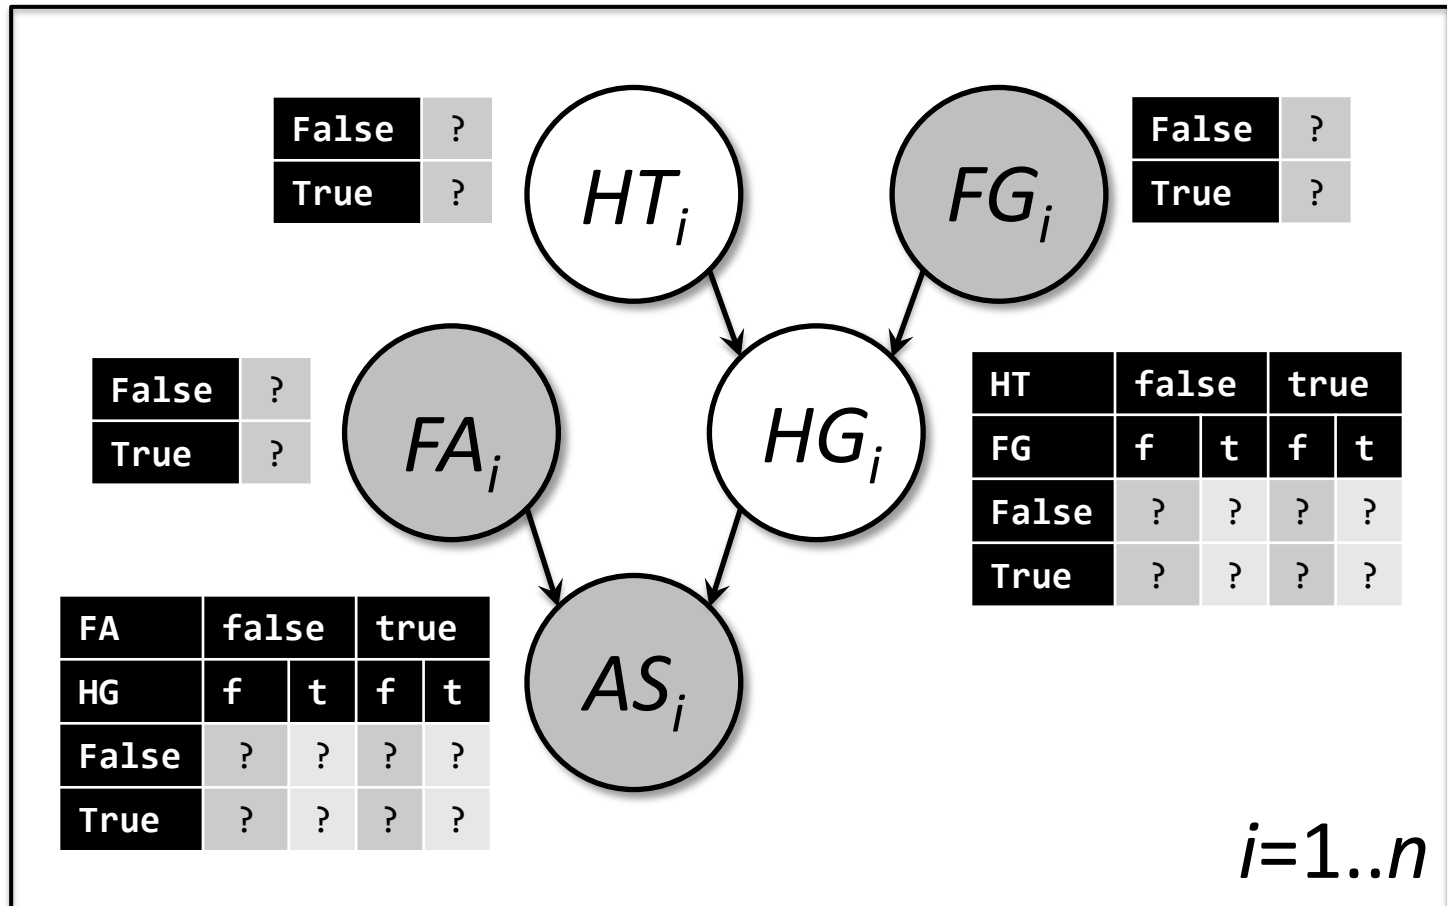 False ?
True ?
HTᵢ
FGᵢ
False ?
True ?
False ?
True ?
FAᵢ
HGᵢ
HT false true
FG f t f t
False ? ? ? ?
True ? ? ? ?
FA false true
HG f t f t
False ? ? ? ?
True ? ? ? ?
ASᵢ
i=1..n